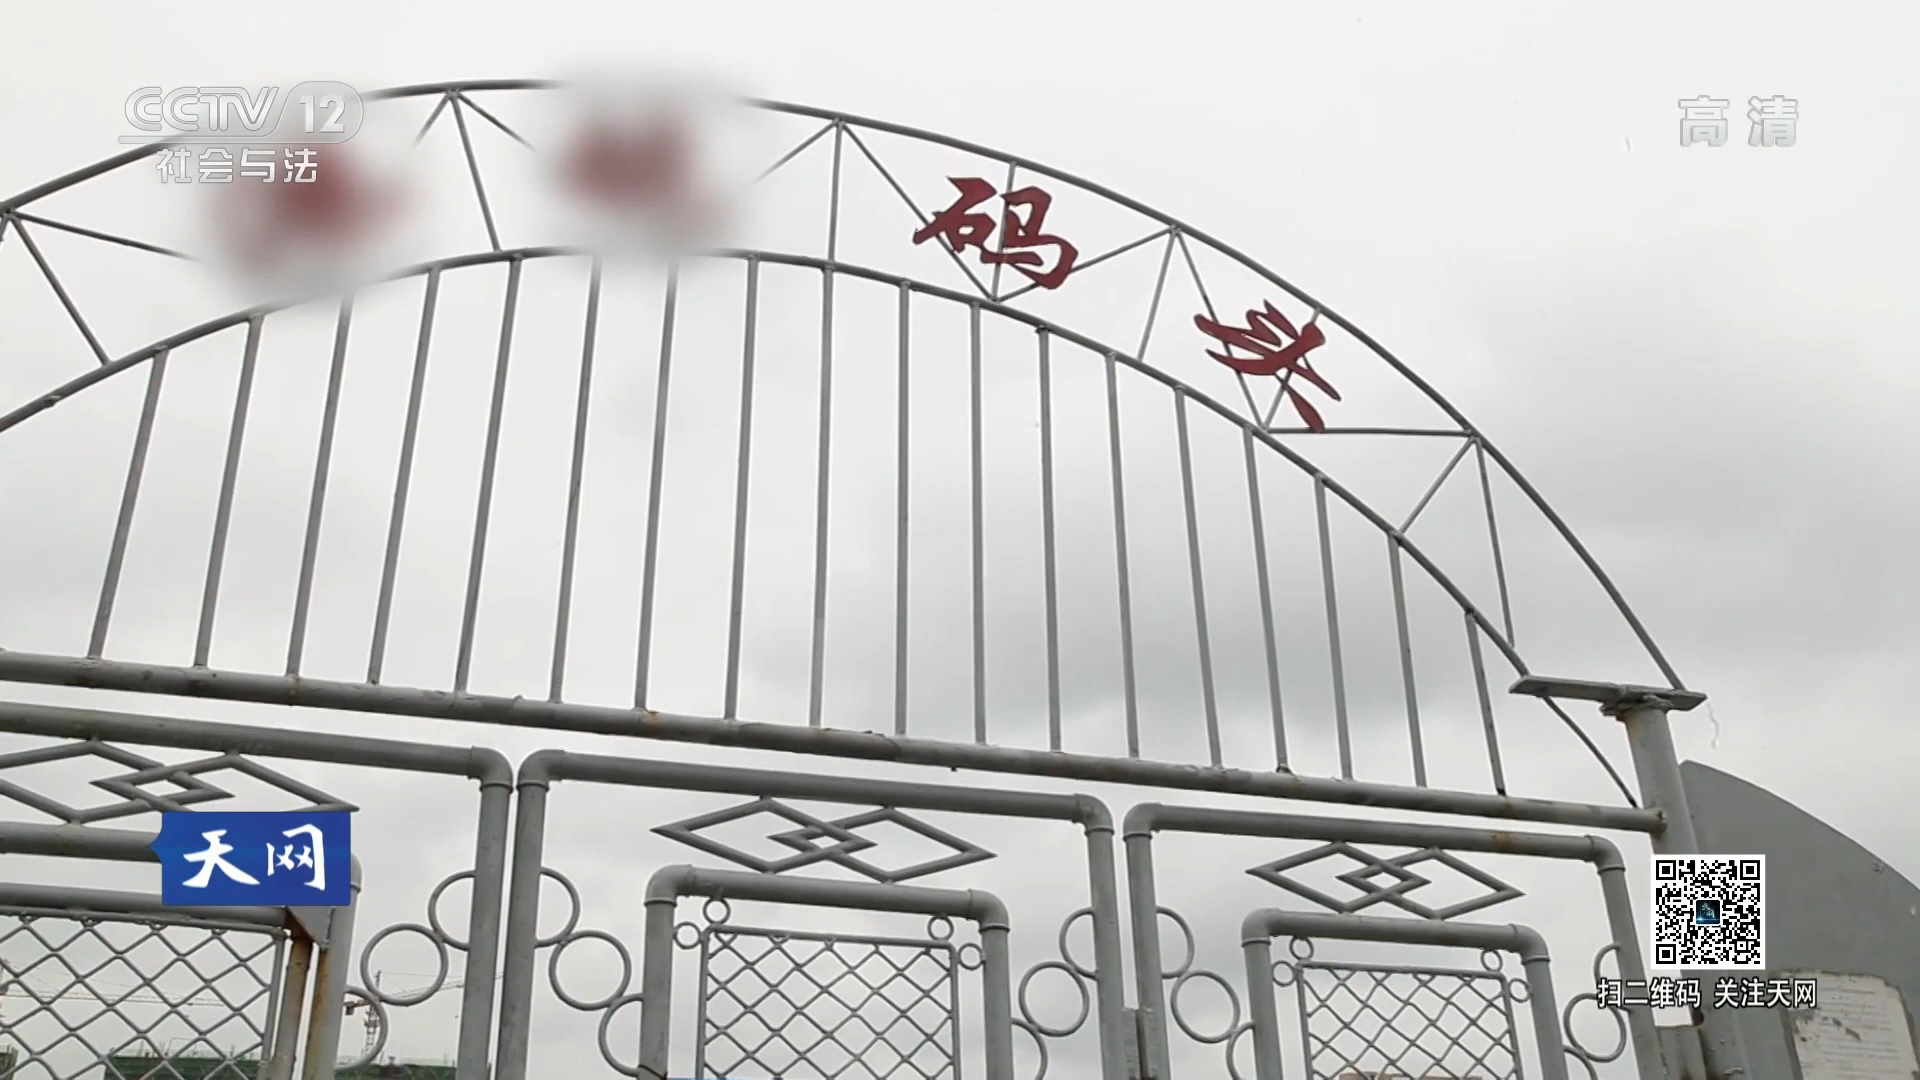 CCTV 12
社会与法
高清
码头
天网
扫二维码 关注天网